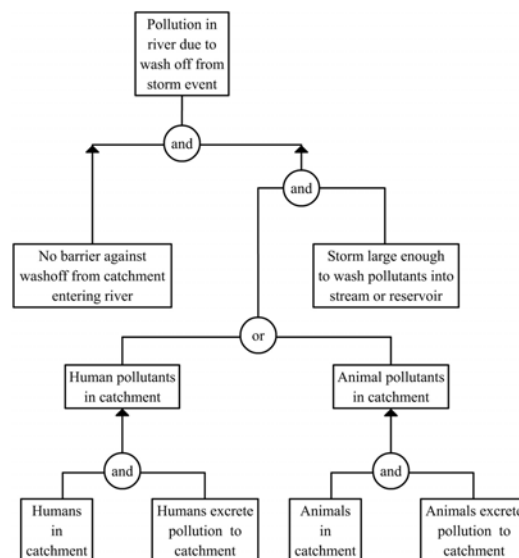 Pollution in
river due to
wash off from
storm event
and
and
No barrier against
washoff from catchment
entering river
Storm large enough
to wash pollutants into
stream or reservoir
or
Human pollutants
in catchment
Animal pollutants
in catchment
and
and
Humans
in
catchment
Humans excrete
pollution to
catchment
Animals
in
catchment
Animals excrete
pollution to
catchment